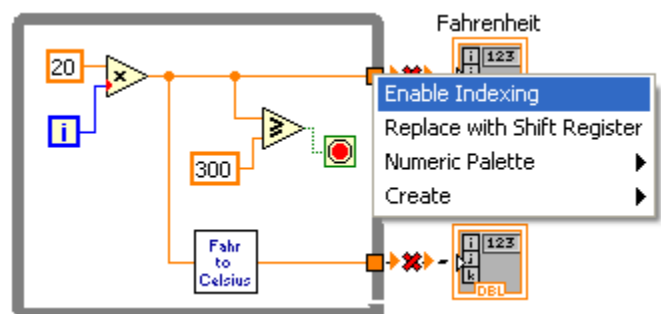 Fahrenheit
20
x
i
123
i
Enable Indexing
Replace with Shift Register
Numeric Palette
Create
≥
300
Fahr
to
Celsius
i
123
j
k
DBL